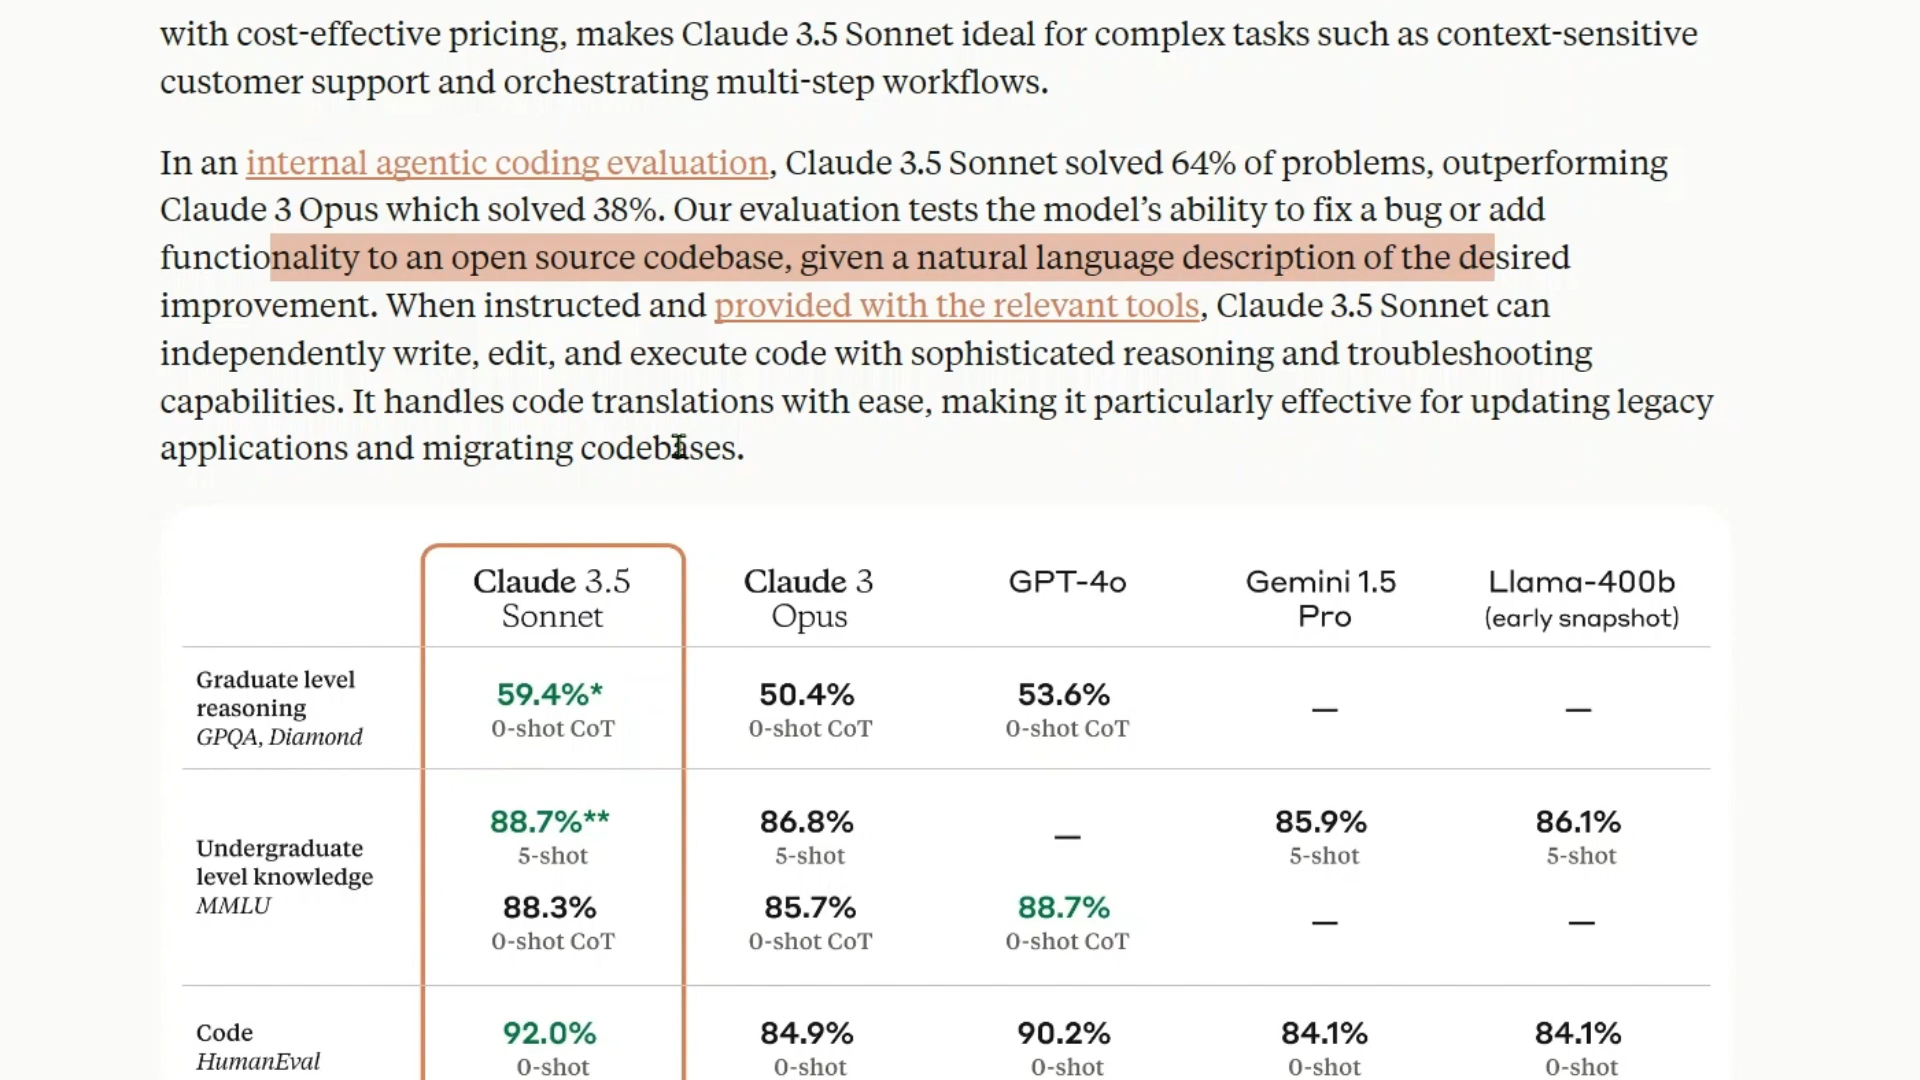 with cost-effective pricing, makes Claude 3.5 Sonnet ideal for complex tasks such as context-sensitive
customer support and orchestrating multi-step workflows.
In an internal agentic coding evaluation, Claude 3.5 Sonnet solved 64% of problems, outperforming
Claude 3 Opus which solved 38%. Our evaluation tests the model’s ability to fix a bug or add
functionality to an open source codebase, given a natural language description of the desired
improvement. When instructed and provided with the relevant tools, Claude 3.5 Sonnet can
independently write, edit, and execute code with sophisticated reasoning and troubleshooting
capabilities. It handles code translations with ease, making it particularly effective for updating legacy
applications and migrating codebases.
Claude 3.5 Claude 3 GPT-4o Gemini 1.5 Llama-400b
Sonnet Opus Pro (early snapshot)
Graduate level
reasoning
GPQA, Diamond
59.4%* 50.4% 53.6% — —
0-shot CoT 0-shot CoT 0-shot CoT
Undergraduate
level knowledge
MMLU
88.7%** 86.8% — 85.9% 86.1%
5-shot 5-shot 5-shot 5-shot
88.3% 85.7% 88.7% — —
0-shot CoT 0-shot CoT 0-shot CoT
Code
HumanEval
92.0% 84.9% 90.2% 84.1% 84.1%
0-shot 0-shot 0-shot 0-shot 0-shot